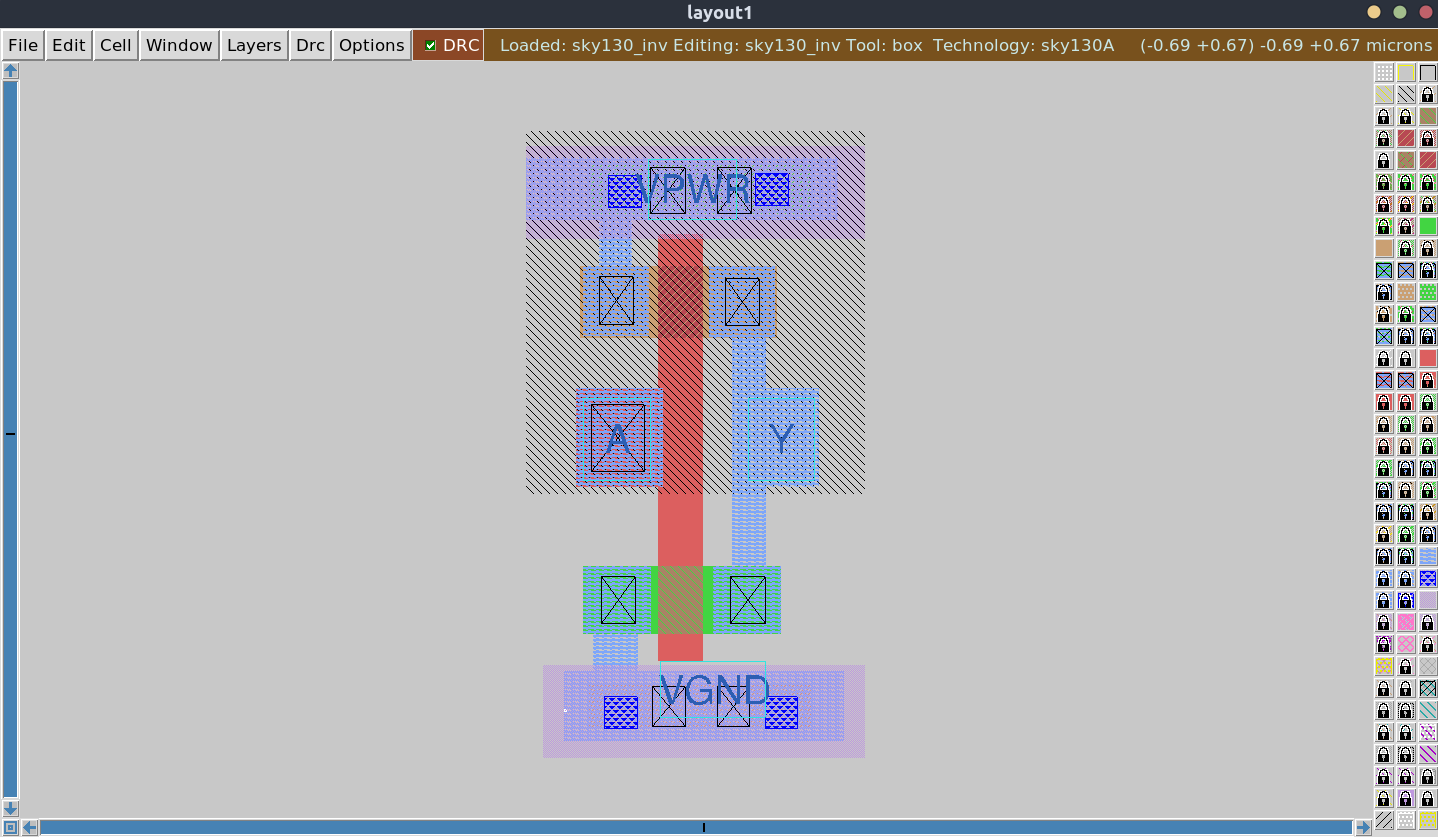 layout1
File Edit Cell Window Layers Drc Options DRC Loaded: sky130_inv Editing: sky130_inv Tool: box Technology: sky130A (-0.69 +0.67) -0.69 +0.67 microns
VPWR
A Y
VGND